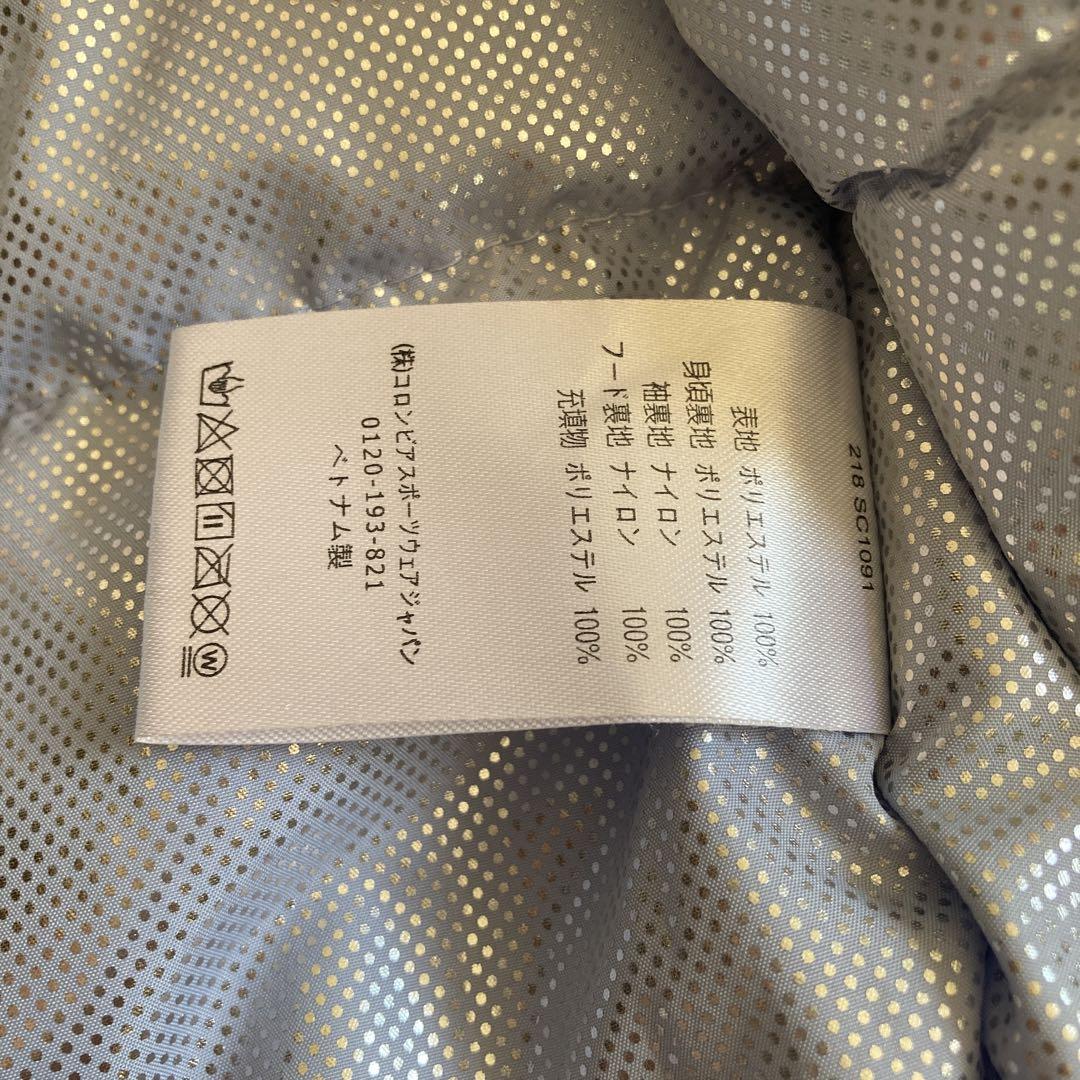 218 SC1091
表地 ポリエステル 100%
身頃裏地 ポリエステル 100%
袖裏地 ナイロン 100%
フード裏地 ナイロン 100%
充填物 ポリエステル 100%
(株)コロンビアスポーツウェアジャパン
0120-193-821
ベトナム製
W